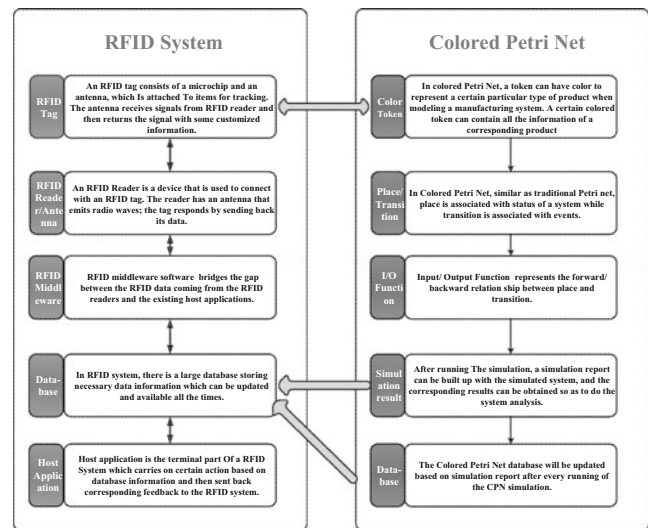 RFID System
RFID
Tag
An RFID tag consists of a microchip and an
antenna, which Is attached To items for tracking.
The antenna receives signals from RFID reader and
then returns the signal with some customized
information.
RFID
Reade
r/Ante
nna
An RFID Reader is a device that is used to connect
with an RFID tag. The reader has an antenna that
emits radio waves; the tag responds by sending back
its data.
RFID
Middl
eware
RFID middleware software bridges the gap
between the RFID data coming from the RFID
readers and the existing host applications.
Data-
base
In RFID system, there is a large database storing
necessary data information which can be updated
and available all the times.
Host
Applic
ation
Host application is the terminal part Of a RFID
System which carries on certain action based on
database information and then sent back
corresponding feedback to the RFID system.
Colored Petri Net
Color
Token
In colored Petri Net, a token can have color to
represent a certain particular type of product when
modeling a manufacturing system. A certain colored
token can contain all the information of a
corresponding product
Place/
Transi
tion
In Colored Petri Net, similar as traditional Petri net,
place is associated with status of a system while
transition is associated with events.
I/O
Functi
on
Input/ Output Function represents the forward/
backward relation ship between place and
transition.
Simul
ation
result
After running The simulation, a simulation report
can be built up with the simulated system, and the
corresponding results can be obtained so as to do the
system analysis.
Data-
base
The Colored Petri Net database will be updated
based on simulation report after every running of
the CPN simulation.